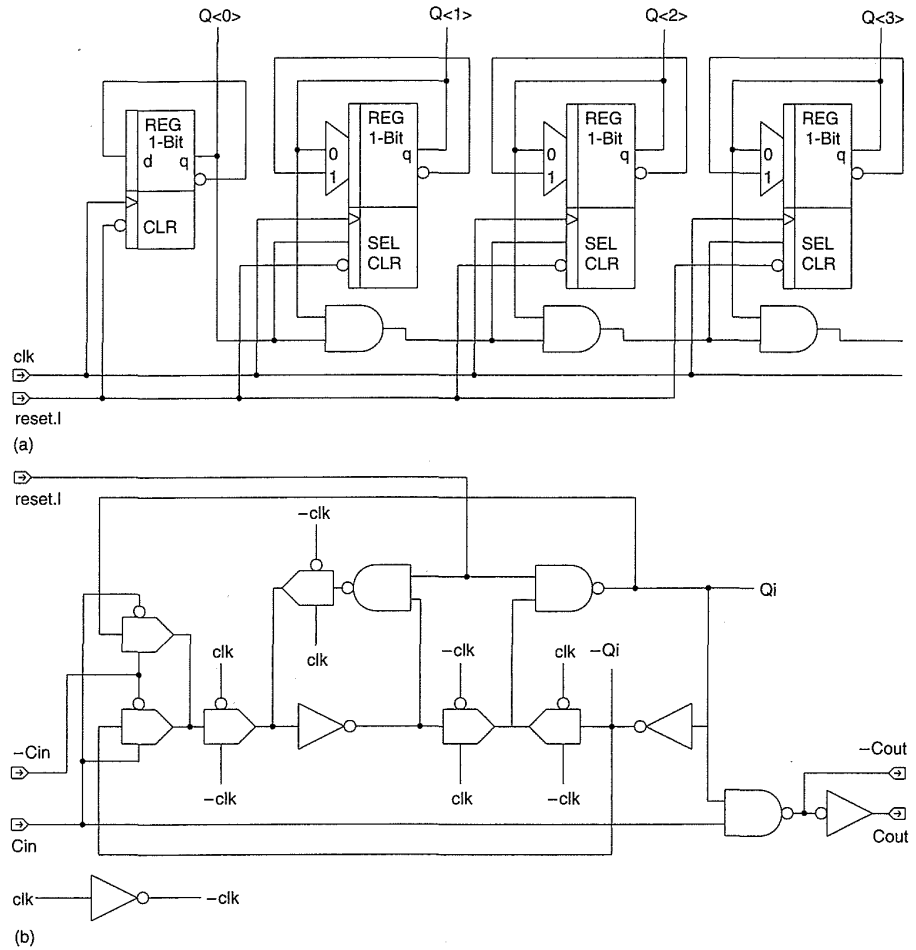 Q<0> Q<1> Q<2> Q<3>
REG REG REG REG
1-Bit 1-Bit 1-Bit 1-Bit
d q 0 q 0 q 0 q
1 1 1
CLR SEL SEL SEL
CLR CLR CLR
clk
reset.l
(a)
reset.l
-clk
Qi
clk
clk -clk clk -Qi
-Cin -Cout
-clk clk -clk
Cin Cout
clk -clk
(b)